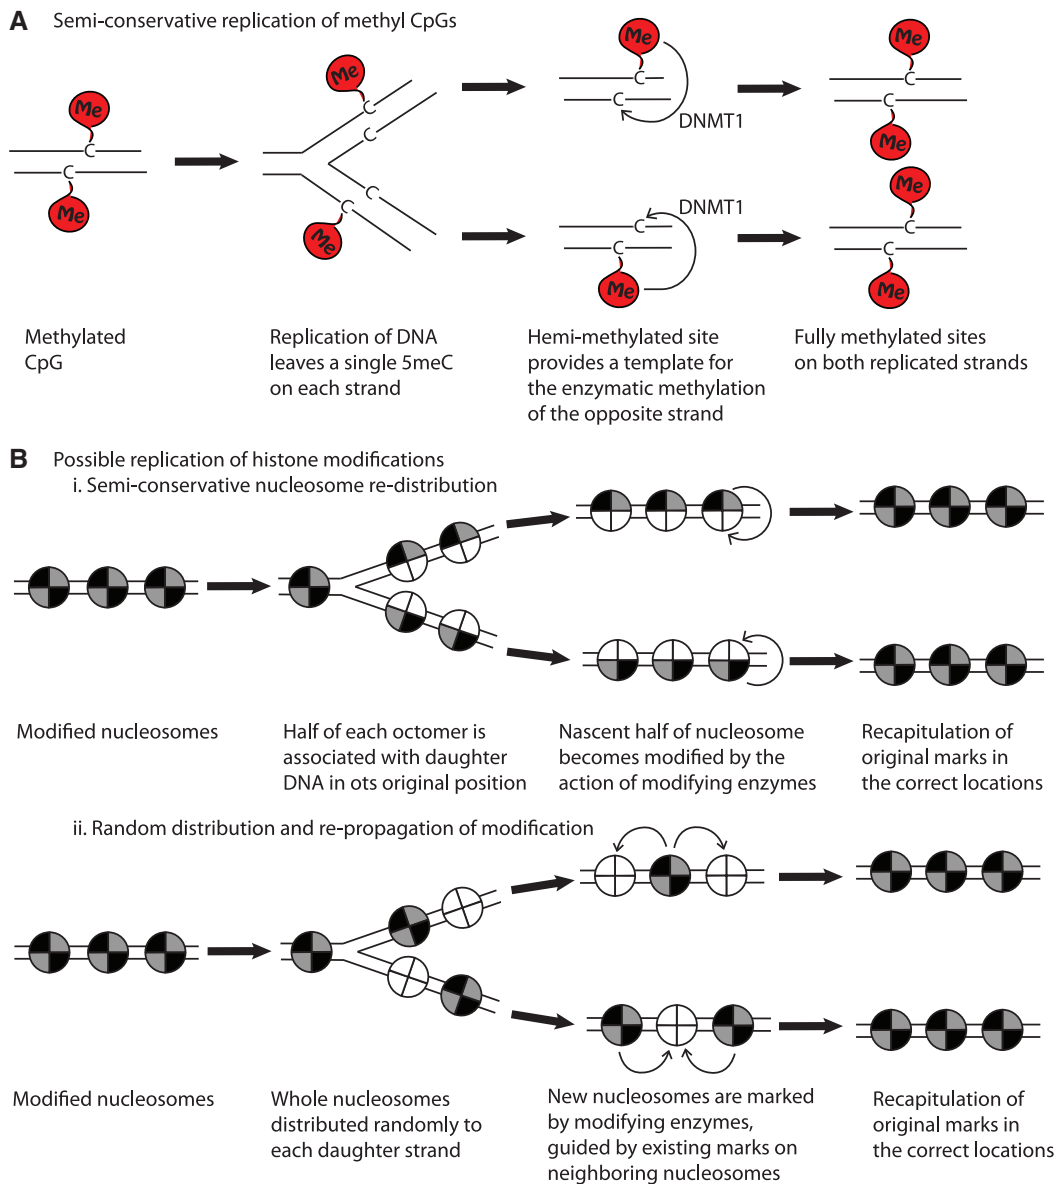 A Semi-conservative replication of methyl CpGs
Me
Me
C
C
Me
C
C
C
C
Me
Me
C
C
DNMT1
DNMT1
C
C
Me
Me
C
C
Me
Me
C
C
Me
Methylated
CpG
Replication of DNA
leaves a single 5meC
on each strand
Hemi-methylated site
provides a template for
the enzymatic methylation
of the opposite strand
Fully methylated sites
on both replicated strands
B Possible replication of histone modifications
i. Semi-conservative nucleosome re-distribution
Modified nucleosomes
Half of each octomer is
associated with daughter
DNA in ots original position
Nascent half of nucleosome
becomes modified by the
action of modifying enzymes
Recapitulation of
original marks in
the correct locations
ii. Random distribution and re-propagation of modification
Modified nucleosomes
Whole nucleosomes
distributed randomly to
each daughter strand
New nucleosomes are marked
by modifying enzymes,
guided by existing marks on
neighboring nucleosomes
Recapitulation of
original marks in
the correct locations